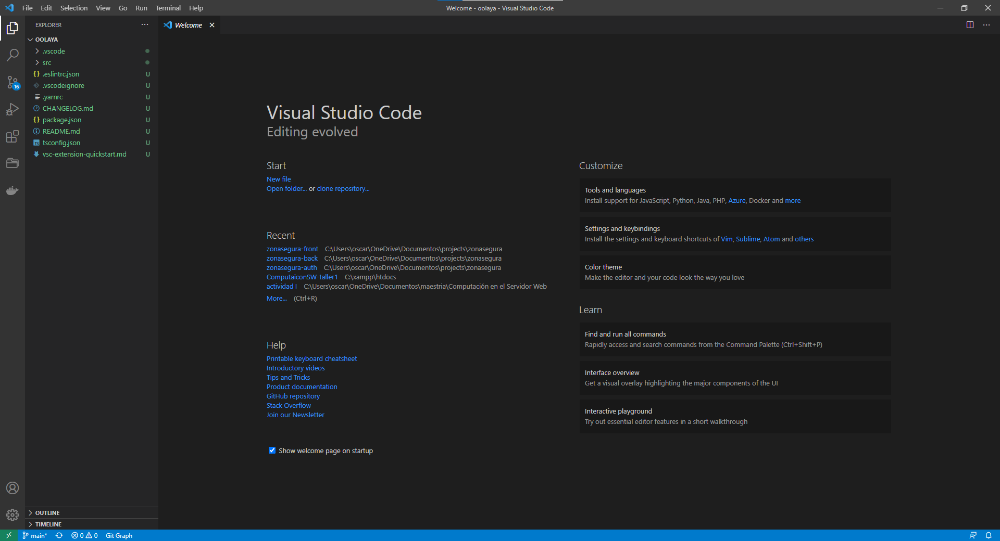 File Edit Selection View Go Run Terminal Help
Welcome - oolaya - Visual Studio Code
EXPLORER
OOLAYA
.vscode
src
.eslintrc.json U
.vscodeignore U
.yarnrc U
CHANGELOG.md U
package.json U
README.md U
tsconfig.json U
vsc-extension-quickstart.md U
16
OUTLINE
TIMELINE
Welcome
Visual Studio Code
Editing evolved
Start
New file
Open folder... or clone repository...
Recent
zonasegura-front C:\Users\oscar\OneDrive\Documentos\projects\zonasegura
zonasegura-back C:\Users\oscar\OneDrive\Documentos\projects\zonasegura
zonasegura-auth C:\Users\oscar\OneDrive\Documentos\projects\zonasegura
ComputaiconSW-taller1 C:\xampp\htdocs
actividad I C:\Users\oscar\OneDrive\Documentos\maestria\Computación en el Servidor Web
More... (Ctrl+R)
Help
Printable keyboard cheatsheet
Introductory videos
Tips and Tricks
Product documentation
GitHub repository
Stack Overflow
Join our Newsletter
Show welcome page on startup
Customize
Tools and languages
Install support for JavaScript, Python, Java, PHP, Azure, Docker and more
Settings and keybindings
Install the settings and keyboard shortcuts of Vim, Sublime, Atom and others
Color theme
Make the editor and your code look the way you love
Learn
Find and run all commands
Rapidly access and search commands from the Command Palette (Ctrl+Shift+P)
Interface overview
Get a visual overlay highlighting the major components of the UI
Interactive playground
Try out essential editor features in a short walkthrough
main* 0 0 Git Graph